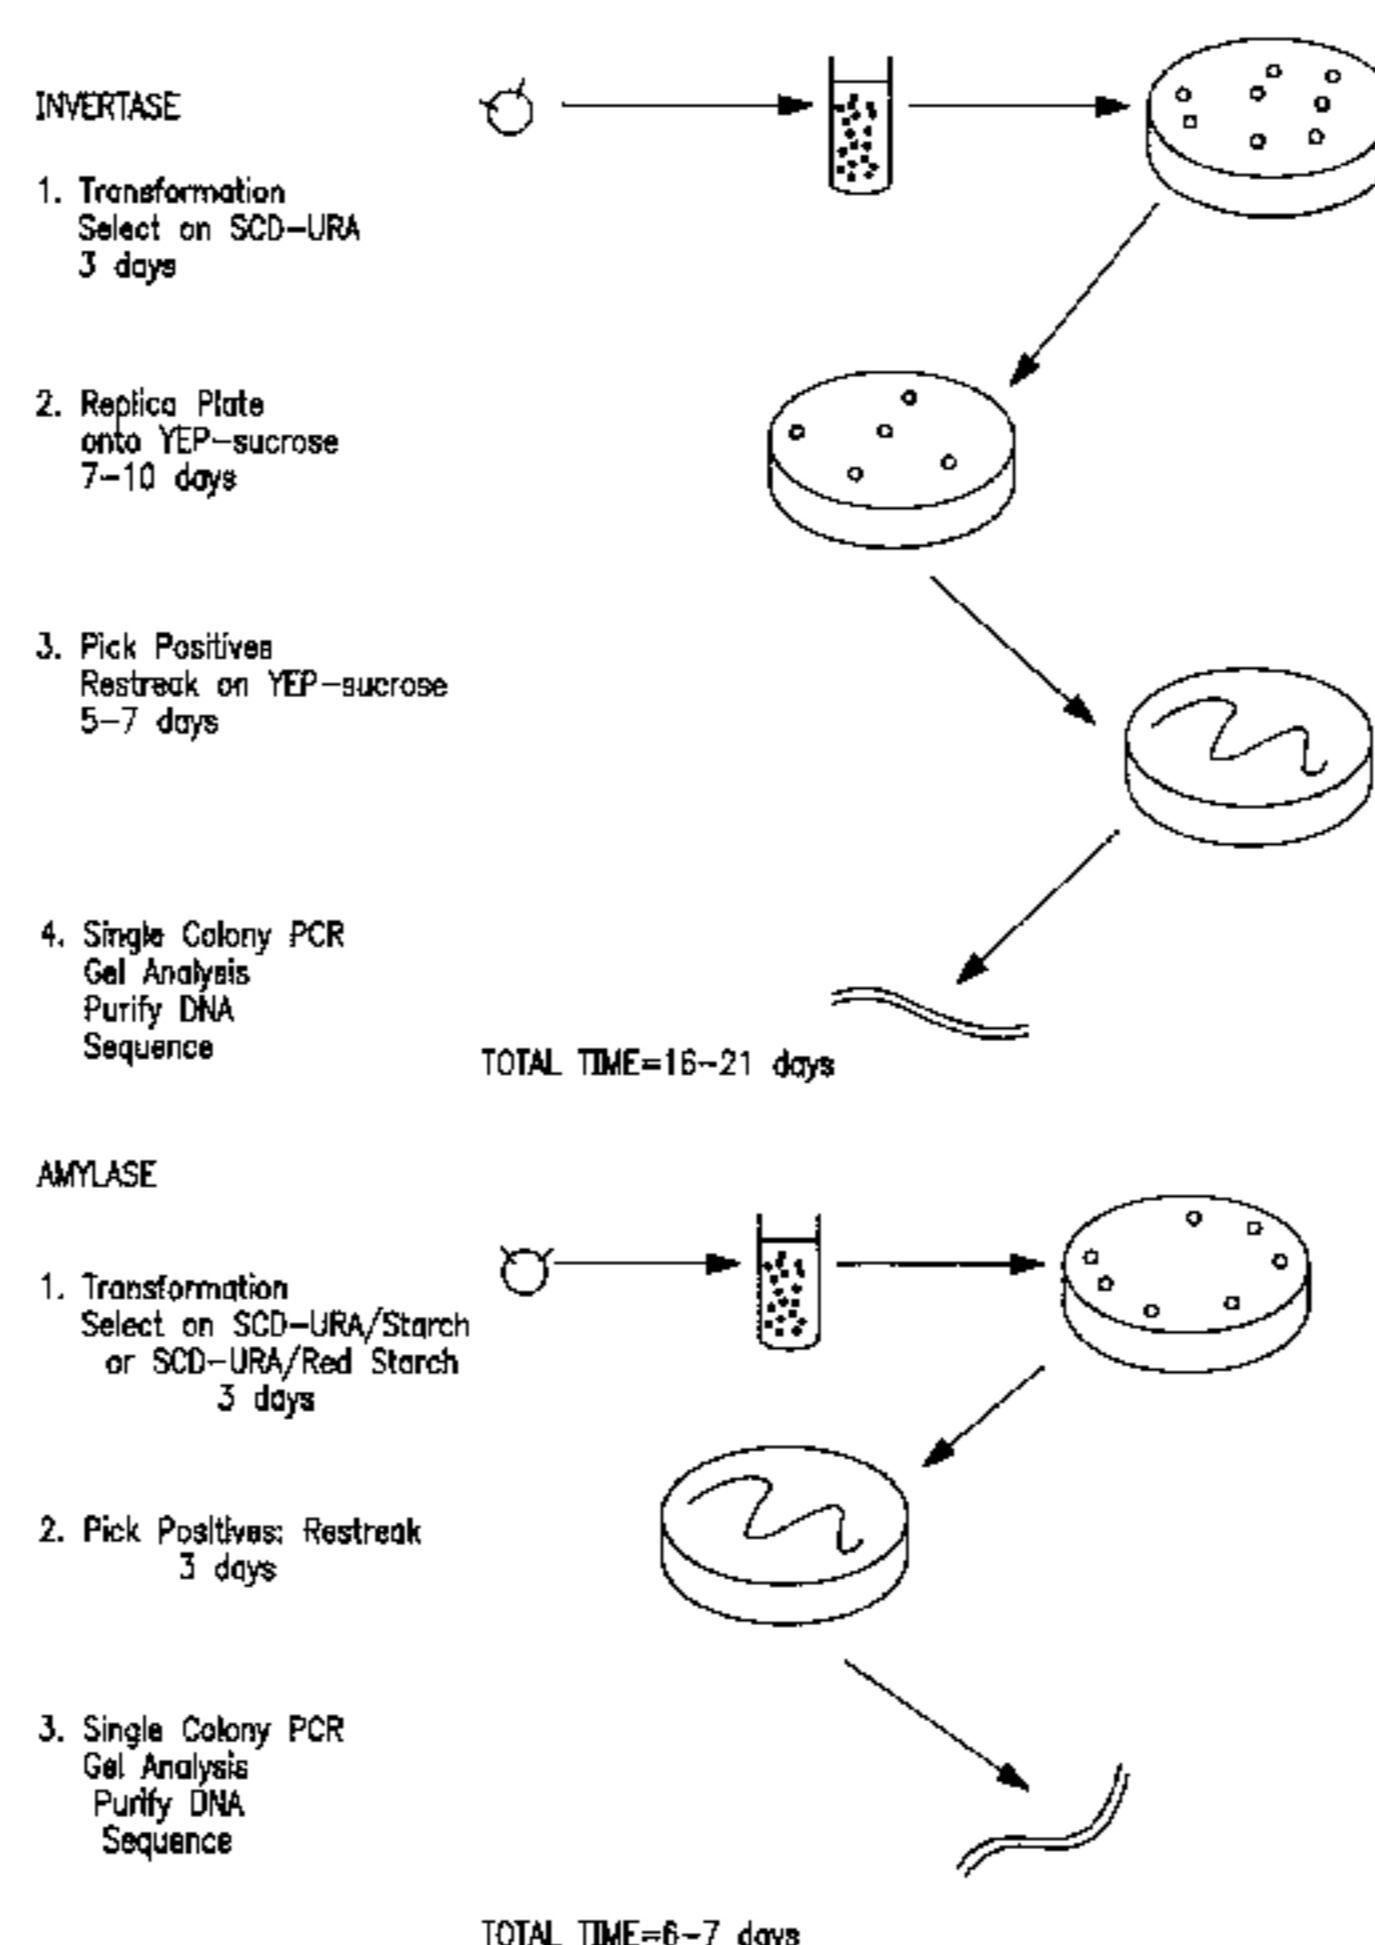 INVERTASE
1. Transformation
Select on SCD-URA
3 days
2. Replica Plate
onto YEP-sucrose
7-10 days
3. Pick Positives
Restreak on YEP-sucrose
5-7 days
4. Single Colony PCR
Gel Analysis
Purify DNA
Sequence
TOTAL TIME=16-21 days
AMYLASE
1. Transformation
Select on SCD-URA/Starch
or SCD-URA/Red Starch
3 days
2. Pick Positives; Restreak
3 days
3. Single Colony PCR
Gel Analysis
Purify DNA
Sequence
TOTAL TIME=6-7 days